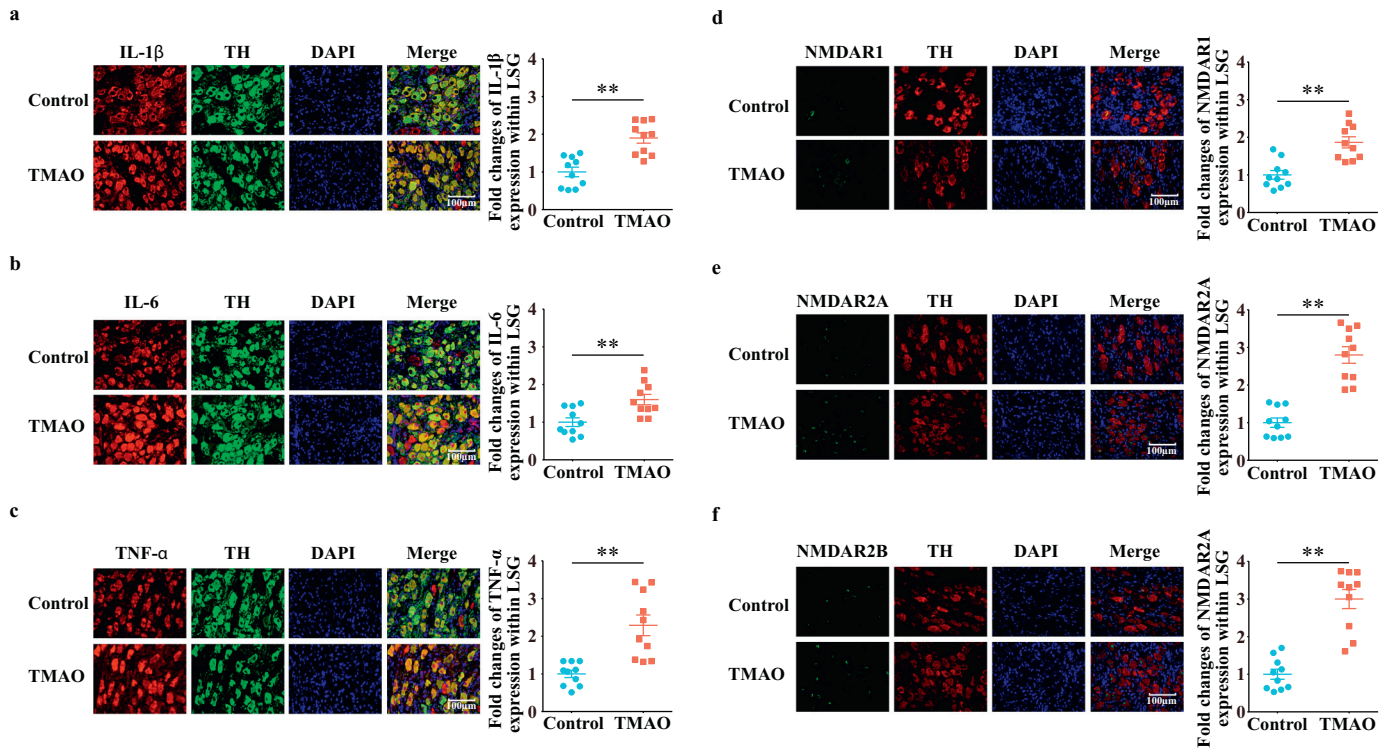 a
IL-1β TH DAPI Merge
Control
TMAO
100μm
Fold changes of IL-1β
expression within LSG
4
3
2
1
0
**
Control TMAO
b
IL-6 TH DAPI Merge
Control
TMAO
100μm
Fold changes of IL-6
expression within LSG
4
3
2
1
0
**
Control TMAO
c
TNF-α TH DAPI Merge
Control
TMAO
100μm
Fold changes of TNF-α
expression within LSG
4
3
2
1
0
**
Control TMAO
d
NMDAR1 TH DAPI Merge
Control
TMAO
100μm
Fold changes of NMDAR1
expression within LSG
4
3
2
1
0
**
Control TMAO
e
NMDAR2A TH DAPI Merge
Control
TMAO
100μm
Fold changes of NMDAR2A
expression within LSG
4
3
2
1
0
**
Control TMAO
f
NMDAR2B TH DAPI Merge
Control
TMAO
100μm
Fold changes of NMDAR2A
expression within LSG
4
3
2
1
0
**
Control TMAO